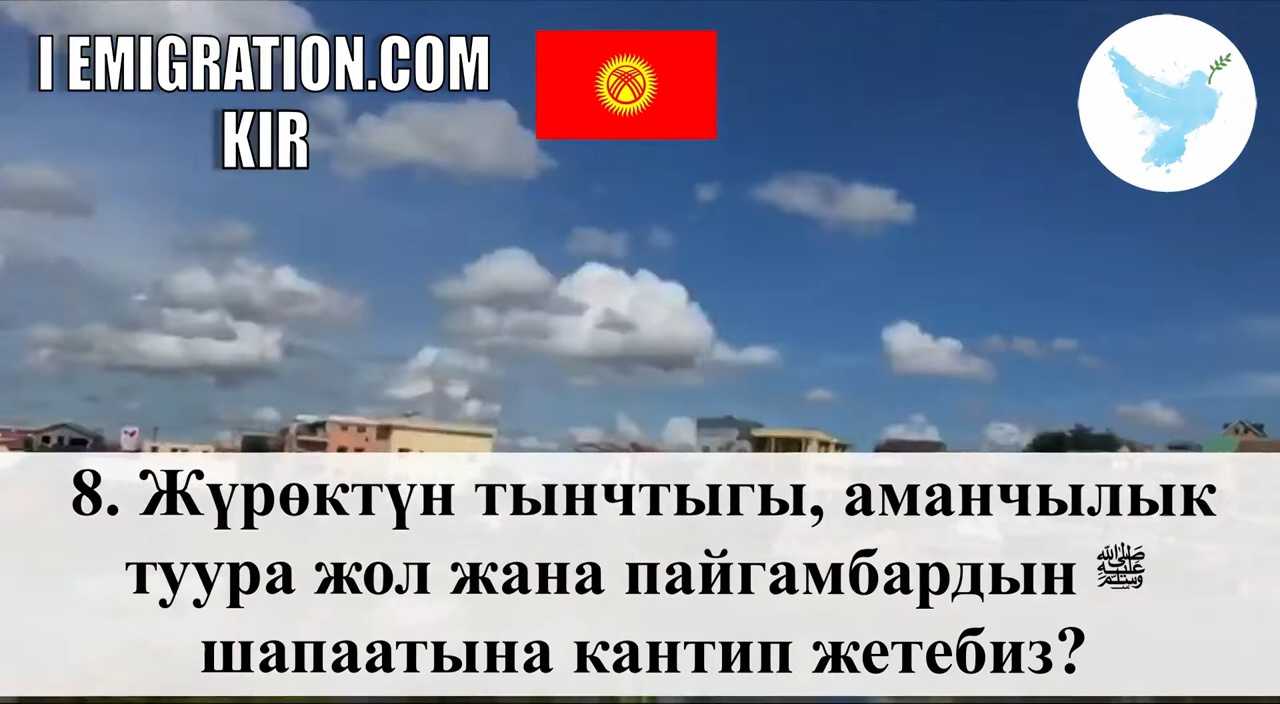 I EMIGRATION.COM
KIR
8. Жүрөктүн тынчтыгы, аманчылык
туура жол жана пайгамбардын ﷺ
шапаатына кантип жетебиз?